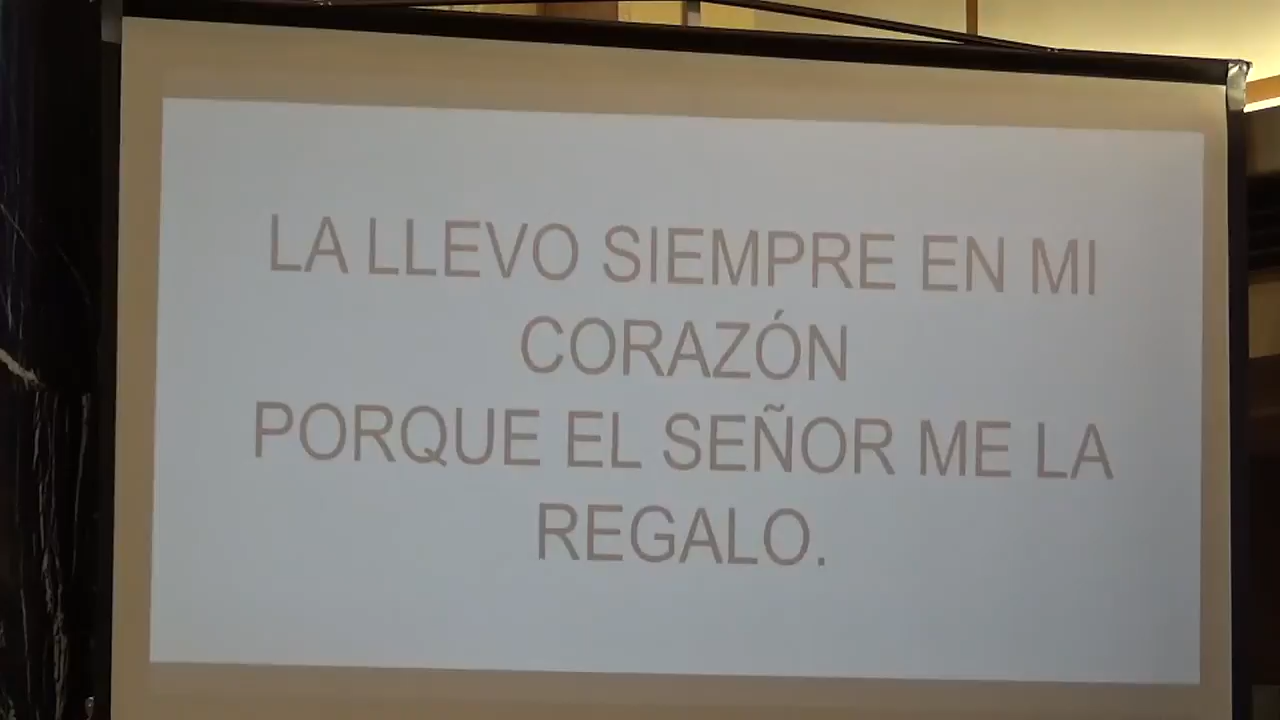 LA LLEVO SIEMPRE EN MI
CORAZÓN
PORQUE EL SEÑOR ME LA
REGALO.